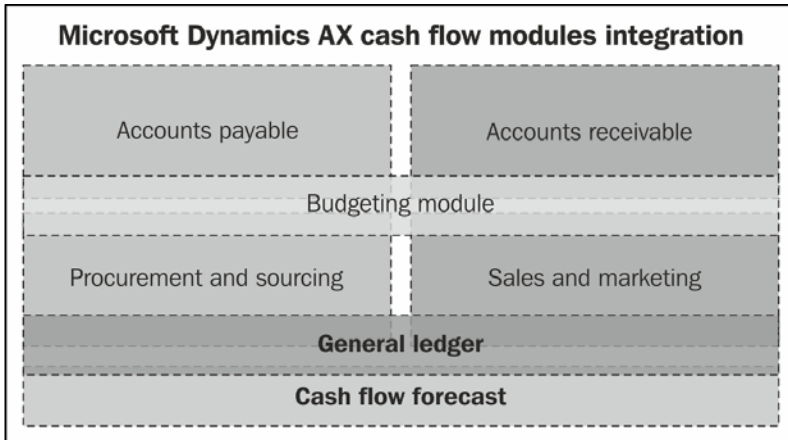 Microsoft Dynamics AX cash flow modules integration
Accounts payable
Accounts receivable
Budgeting module
Procurement and sourcing
Sales and marketing
General ledger
Cash flow forecast